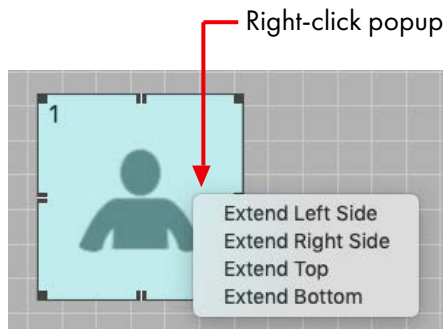 Right-click popup
1
Extend Left Side
Extend Right Side
Extend Top
Extend Bottom